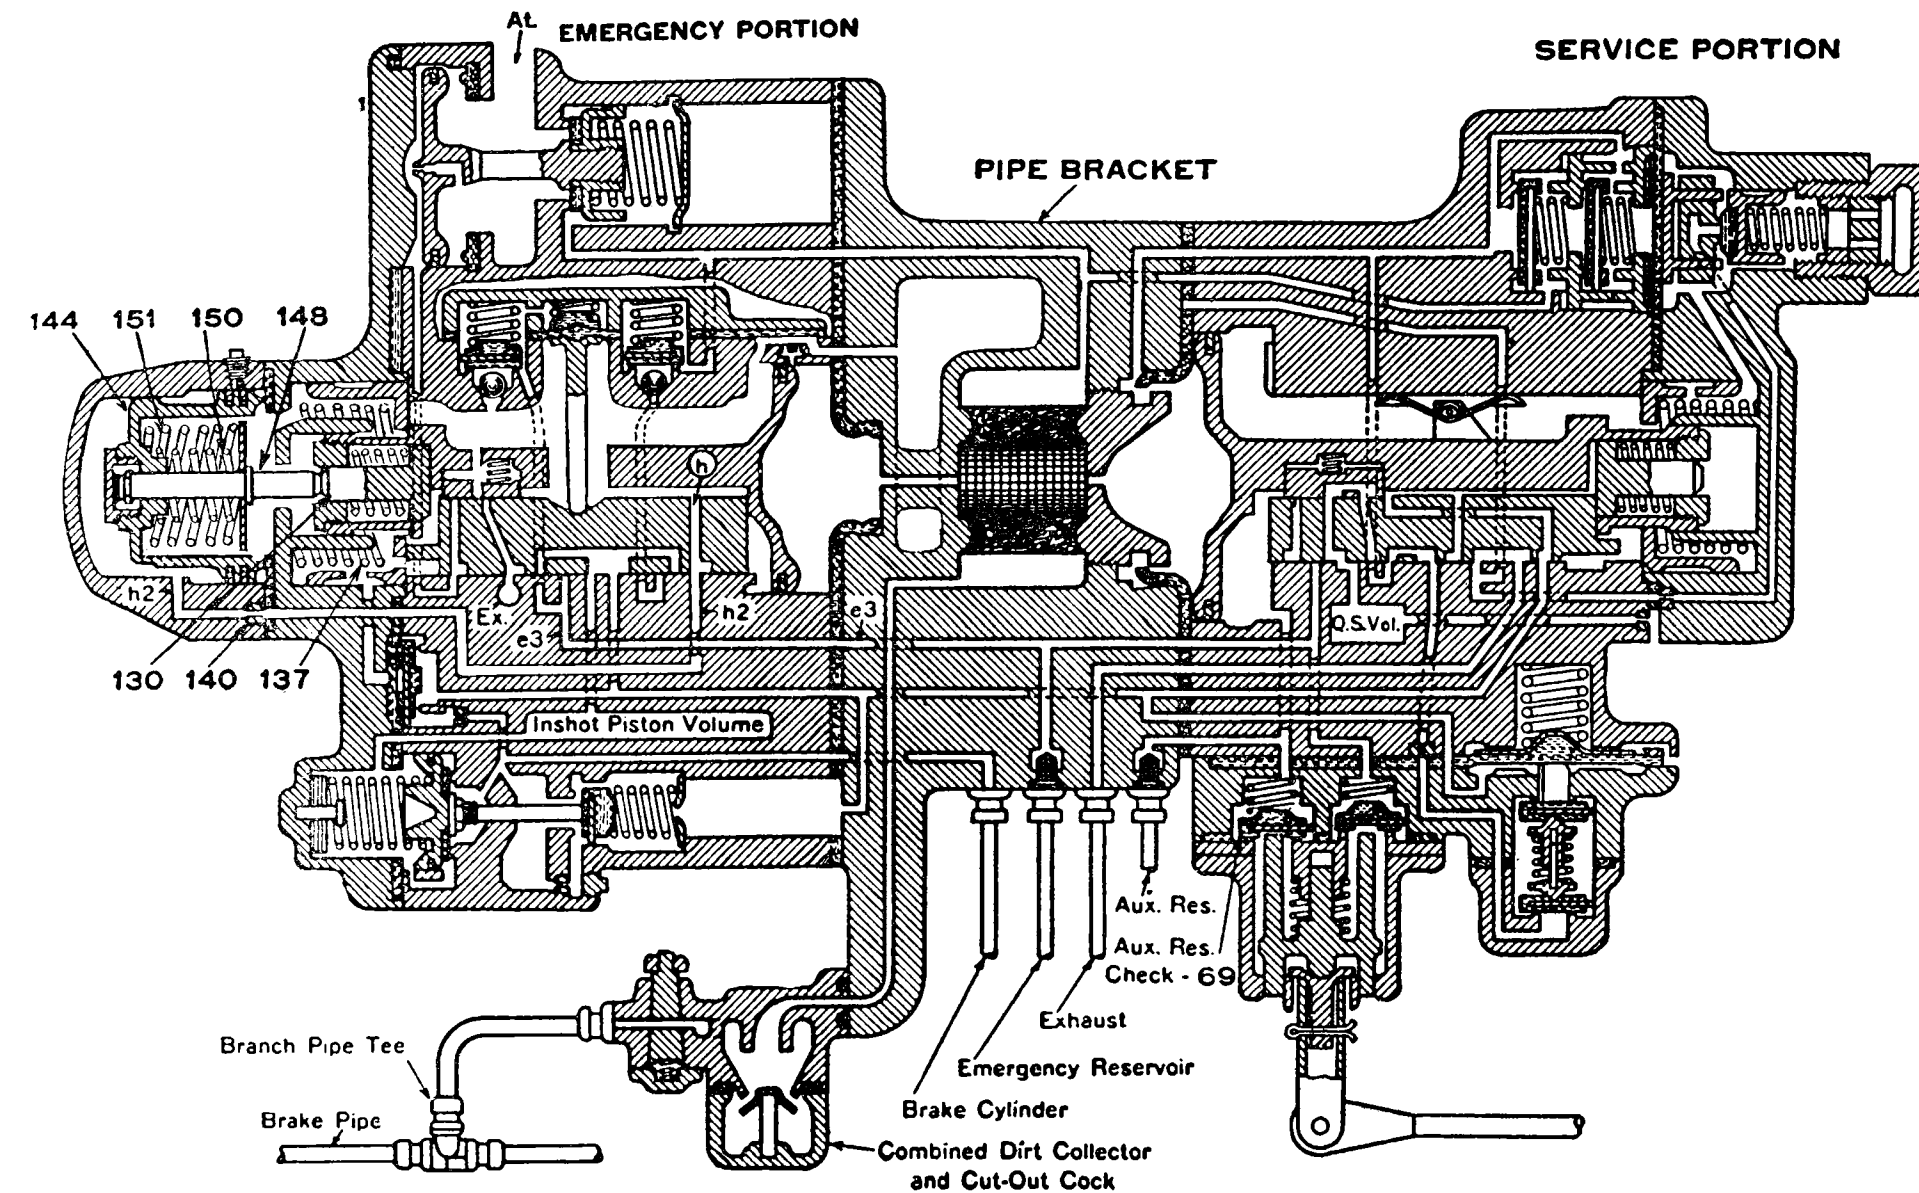 At.
EMERGENCY PORTION
SERVICE PORTION
PIPE BRACKET
144 151 150 148
h
h2
Ex.
e3
h2
e3
Q.S.Vol.
130 140 137
Inshot Piston Volume
Aux. Res.
Aux. Res.
Check - 69
Exhaust
Emergency Reservoir
Brake Cylinder
Branch Pipe Tee
Brake Pipe
Combined Dirt Collector
and Cut-Out Cock